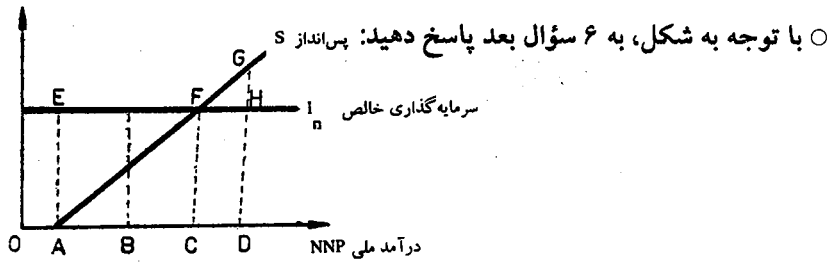 ○ با توجه به شکل، به ۶ سؤال بعد پاسخ دهید:
پس‌انداز S
G
E F H
سرمایه‌گذاری خالص I n
O A B C D
درآمد ملی NNP